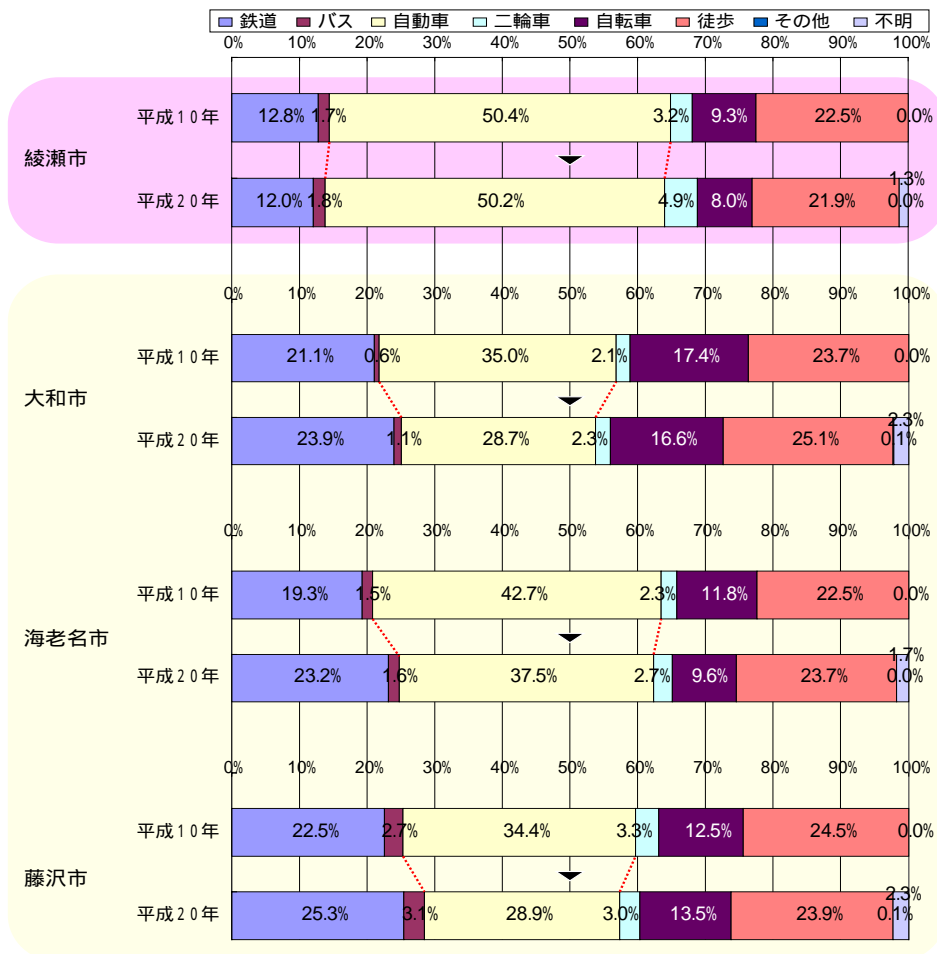 鉄道 バス 自動車 二輪車 自転車 徒歩 その他 不明
0% 10% 20% 30% 40% 50% 60% 70% 80% 90% 100%
綾瀬市
平成10年 12.8% 1.7% 50.4% 3.2% 9.3% 22.5% 0.0%
平成20年 12.0% 1.8% 50.2% 4.9% 8.0% 21.9% 0.0% 1.3%
0% 10% 20% 30% 40% 50% 60% 70% 80% 90% 100%
大和市
平成10年 21.1% 0.6% 35.0% 2.1% 17.4% 23.7% 0.0%
平成20年 23.9% 1.1% 28.7% 2.3% 16.6% 25.1% 0.1% 2.3%
0% 10% 20% 30% 40% 50% 60% 70% 80% 90% 100%
海老名市
平成10年 19.3% 1.5% 42.7% 2.3% 11.8% 22.5% 0.0%
平成20年 23.2% 1.6% 37.5% 2.7% 9.6% 23.7% 0.0% 1.7%
0% 10% 20% 30% 40% 50% 60% 70% 80% 90% 100%
藤沢市
平成10年 22.5% 2.7% 34.4% 3.3% 12.5% 24.5% 0.0%
平成20年 25.3% 3.1% 28.9% 3.0% 13.5% 23.9% 0.1% 2.3%